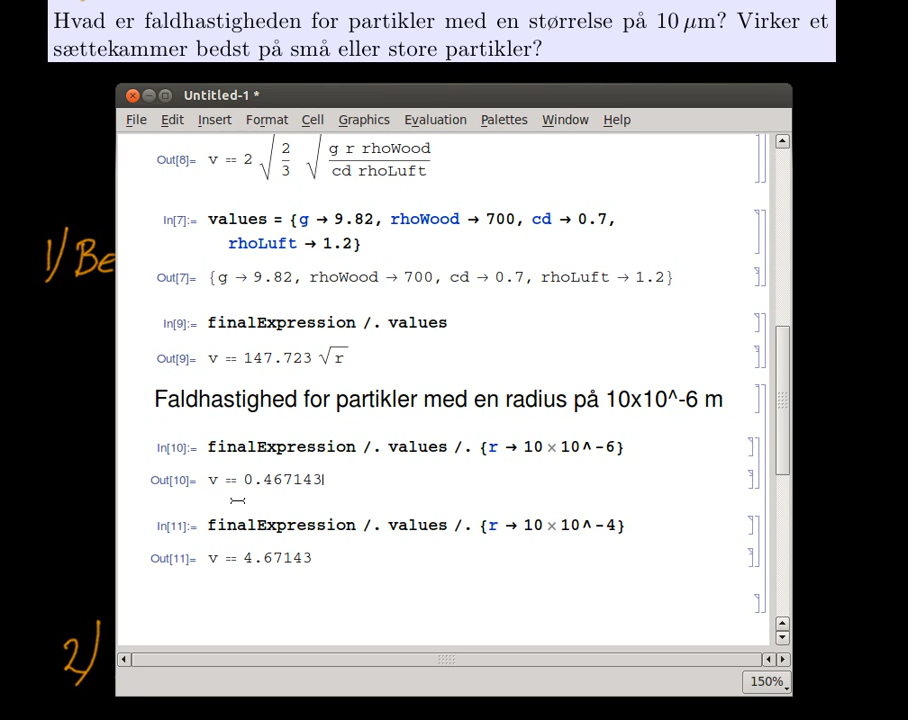 Hvad er faldhastigheden for partikler med en størrelse på 10 μm? Virker et
sættekammer bedst på små eller store partikler?
Untitled-1 *
File Edit Insert Format Cell Graphics Evaluation Palettes Window Help
Out[8]= v == 2 √(2/3) √(g r rhoWood / cd rhoLuft)
In[7]:= values = {g → 9.82, rhoWood → 700, cd → 0.7,
rhoLuft → 1.2}
1) Be
Out[7]= {g → 9.82, rhoWood → 700, cd → 0.7, rhoLuft → 1.2}
In[9]:= finalExpression /. values
Out[9]= v == 147.723 √r
Faldhastighed for partikler med en radius på 10x10^-6 m
In[10]:= finalExpression /. values /. {r → 10 × 10^-6}
Out[10]= v == 0.467143
In[11]:= finalExpression /. values /. {r → 10 × 10^-4}
Out[11]= v == 4.67143
2)
150%